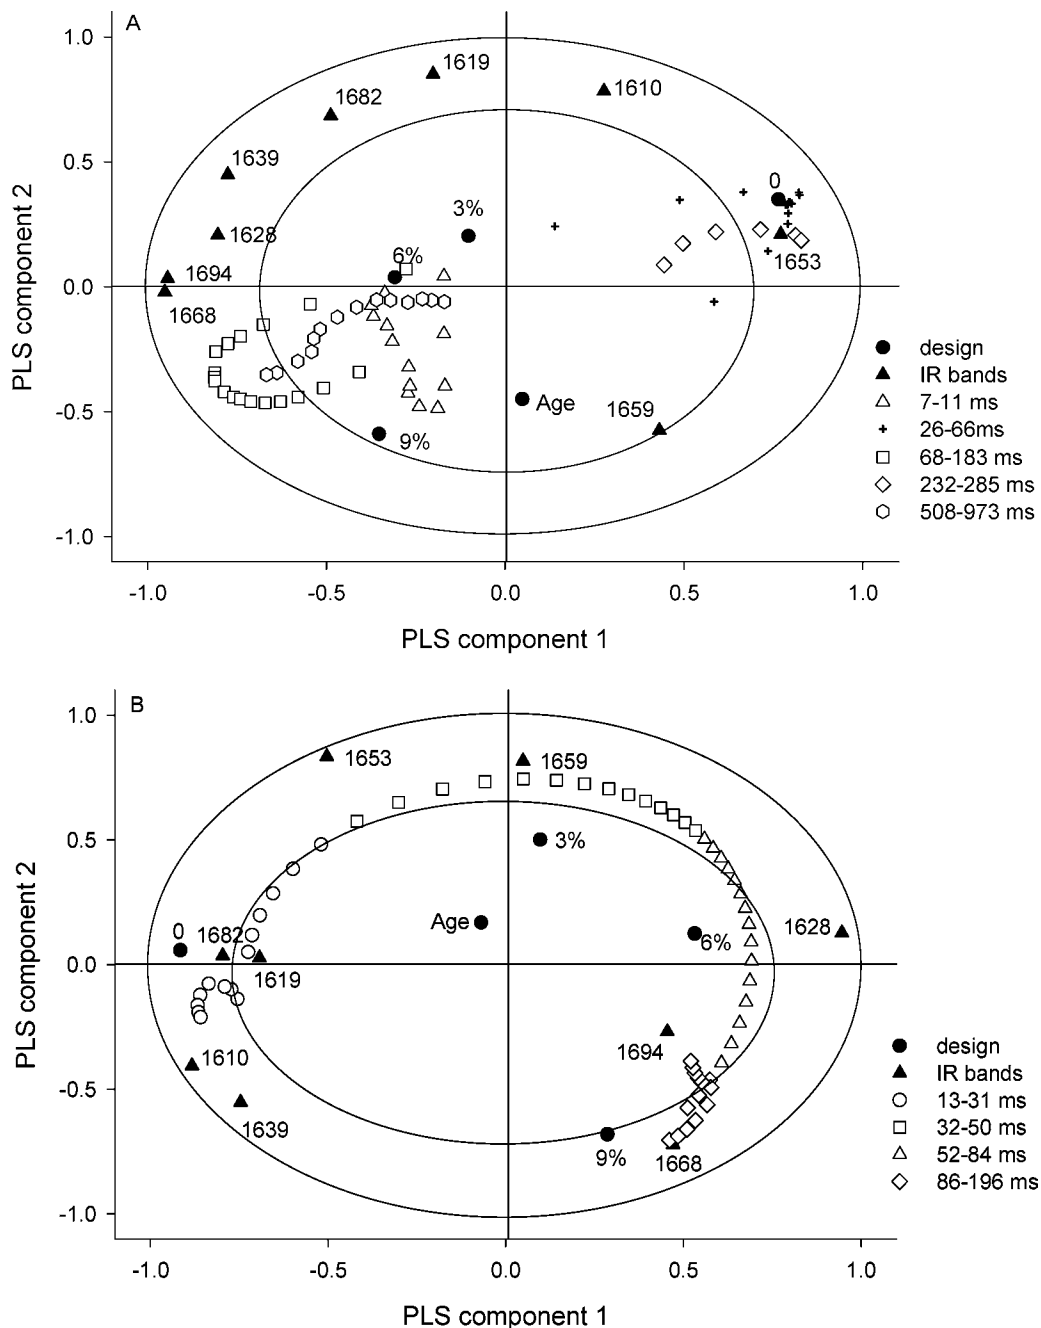 A
1.0
1619
1610
1682
0.5
1639
0
3%
1628
6%
1653
1694
0.0
1668
PLS component 2
design
IR bands
Age
1659
7-11 ms
-0.5
9%
26-66ms
68-183 ms
232-285 ms
508-973 ms
-1.0
-1.0 -0.5 0.0 0.5 1.0
PLS component 1
B
1.0
1653
1659
0.5
3%
Age
1628
0
1682
6%
0.0
1619
PLS component 2
1694
1610
design
IR bands
-0.5
1639
13-31 ms
9%
1668
32-50 ms
52-84 ms
86-196 ms
-1.0
-1.0 -0.5 0.0 0.5 1.0
PLS component 1